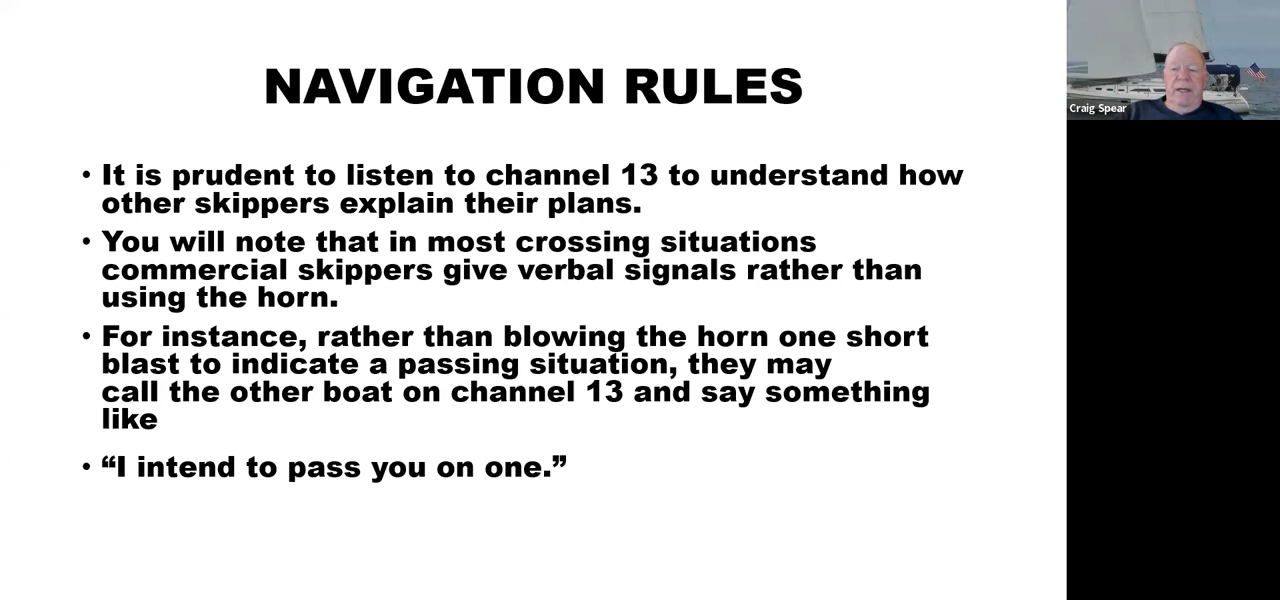 NAVIGATION RULES
• It is prudent to listen to channel 13 to understand how
other skippers explain their plans.
• You will note that in most crossing situations
commercial skippers give verbal signals rather than
using the horn.
• For instance, rather than blowing the horn one short
blast to indicate a passing situation, they may
call the other boat on channel 13 and say something
like
• “I intend to pass you on one.”
Craig Spear